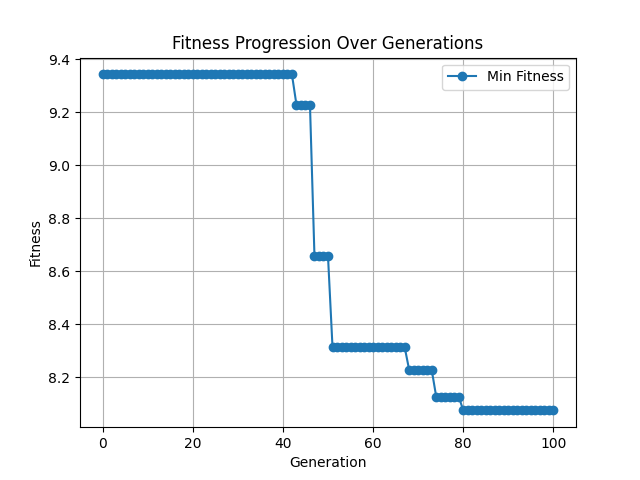 Fitness Progression Over Generations
Min Fitness
Fitness
9.4
9.2
9.0
8.8
8.6
8.4
8.2
0 20 40 60 80 100
Generation